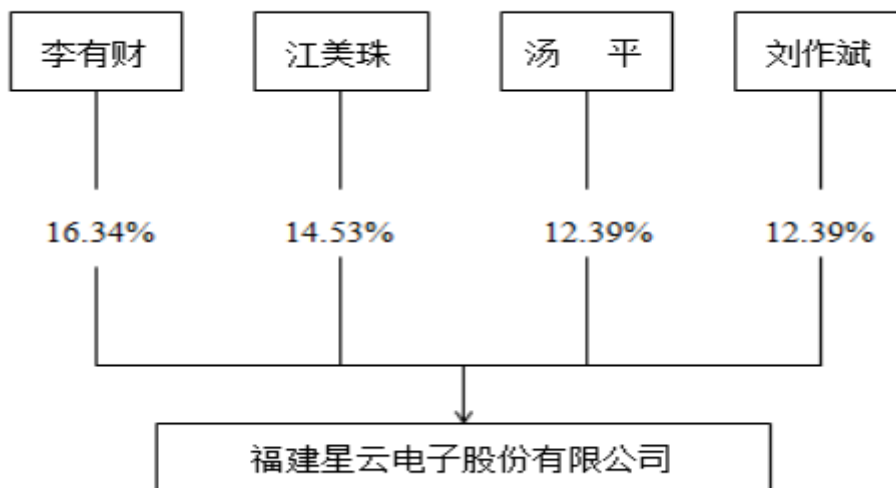 李有财 江美珠 汤 平 刘作斌
16.34% 14.53% 12.39% 12.39%
福建星云电子股份有限公司